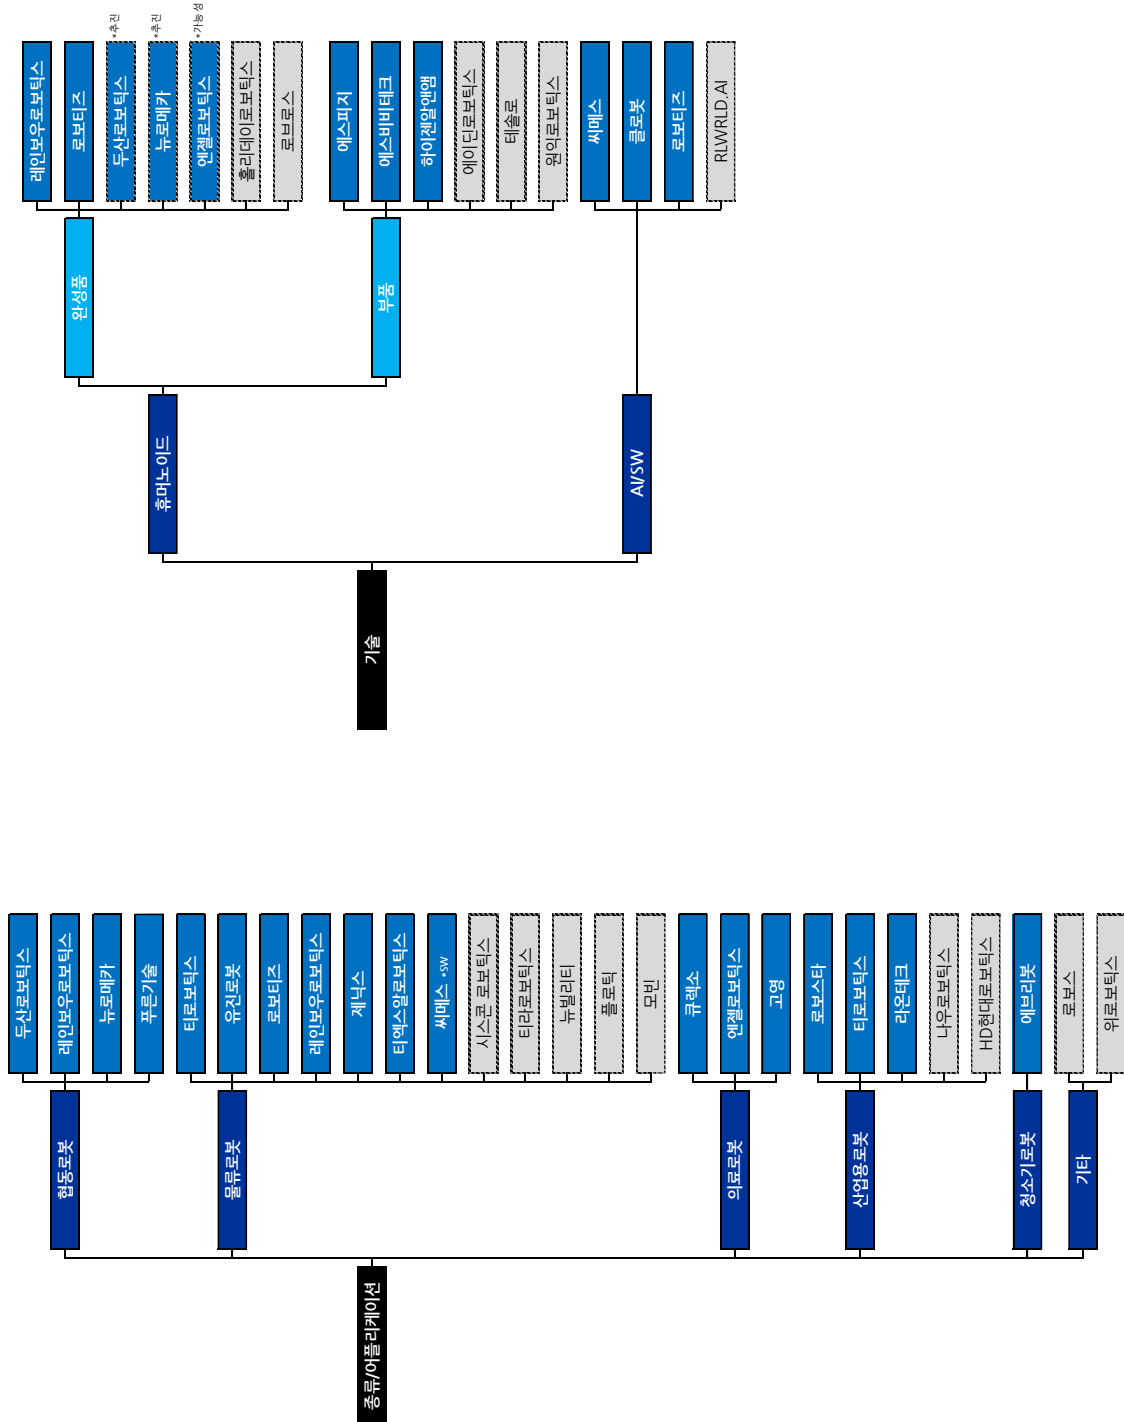 종류/어플리케이션
협동로봇
두산로보틱스
레인보우로보틱스
뉴로메카
푸른기술
물류로봇
티로보틱스
유진로봇
로보티즈
레인보우로보틱스
제닉스
티엑스알로보틱스
씨메스 *SW
시스콘 로보틱스
티라로보틱스
뉴빌리티
플로틱
모빈
의료로봇
큐렉소
엔젤로보틱스
고영
산업용로봇
로보스타
티로보틱스
라온테크
나우로보틱스
HD현대로보틱스
청소기로봇
에브리봇
기타
로보스
위로보틱스
기술
휴머노이드
완성품
레인보우로보틱스
로보티즈
두산로보틱스 *추진
뉴로메카 *추진
엔젤로보틱스 *가능성
홀리데이로보틱스
로브로스
부품
에스피지
에스비비테크
하이젠알앤엠
에이딘로보틱스
테솔로
원익로보틱스
AI/SW
씨메스
클로봇
로보티즈
RLWRLD.AI